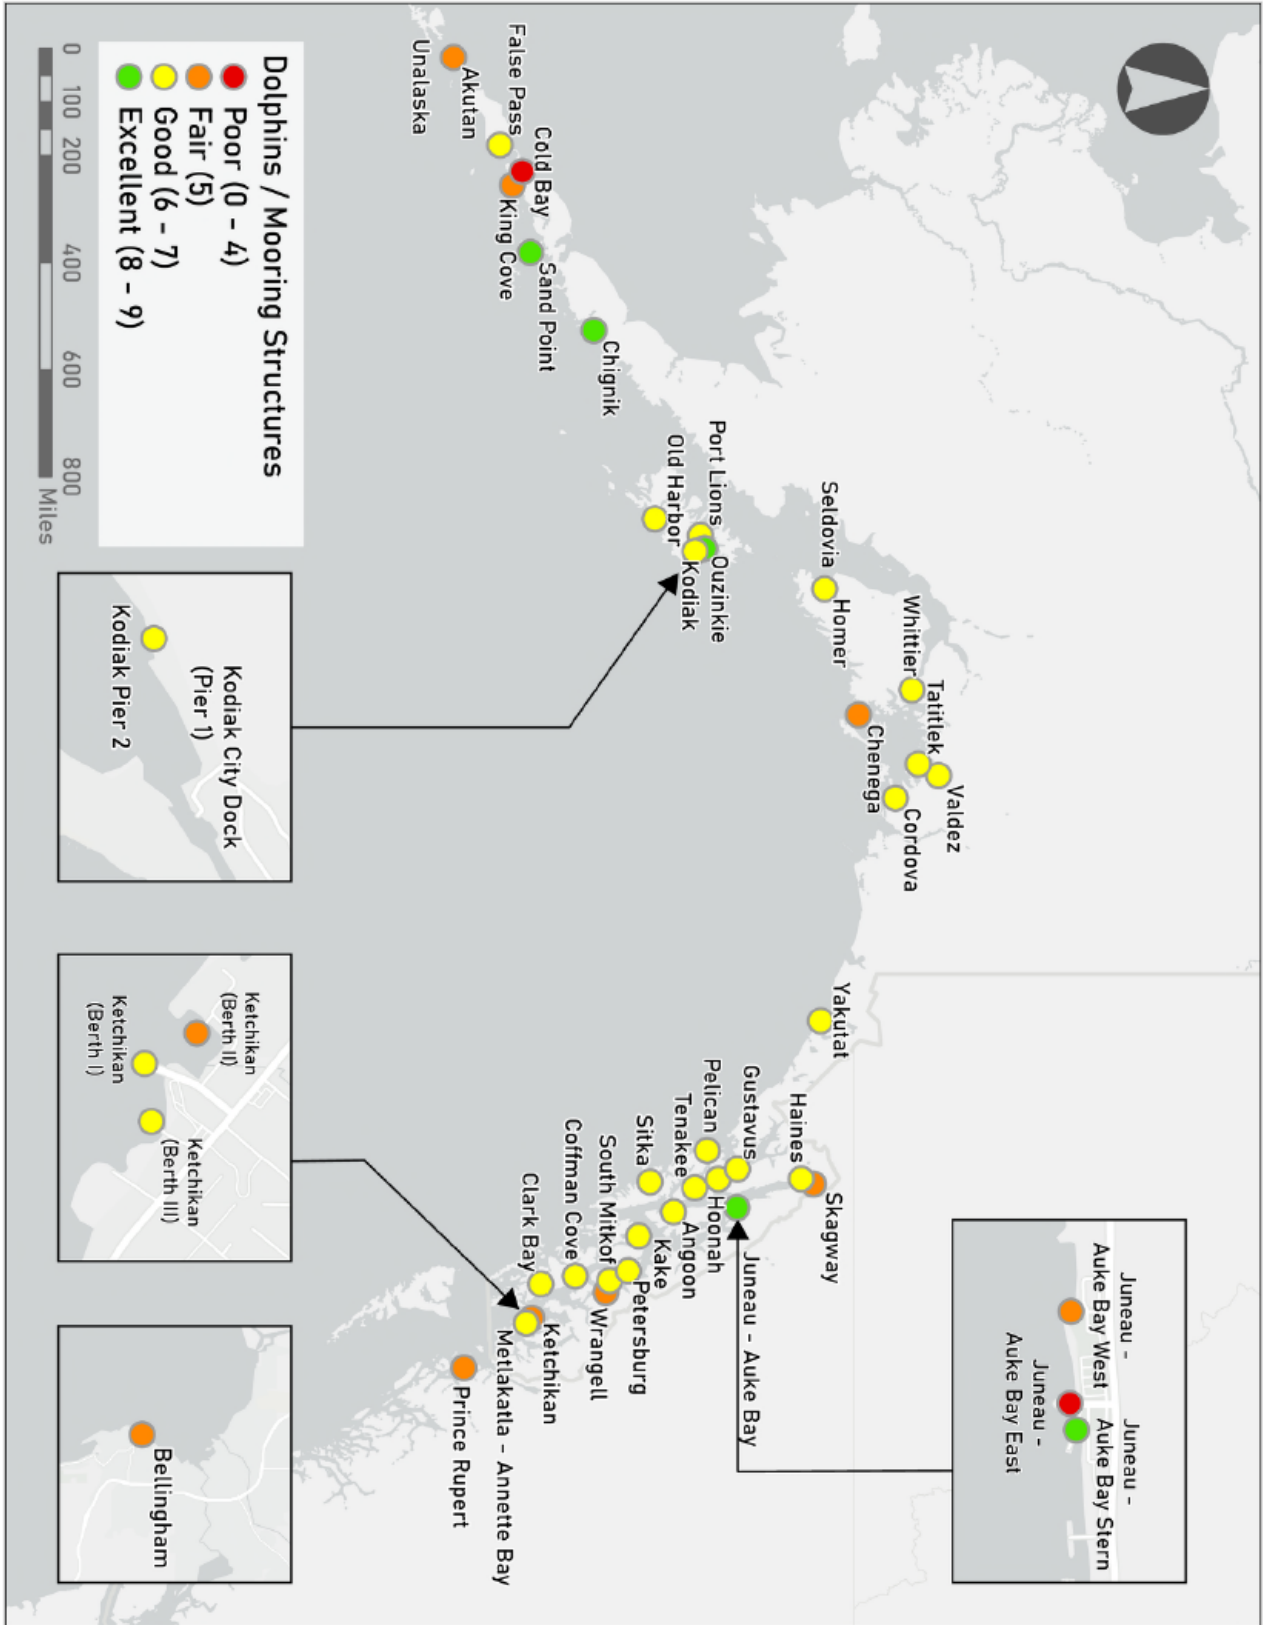 Unalaska
Akutan
False Pass
Cold Bay
King Cove
Sand Point
Chignik
Port Lions
Old Harbor
Ouzinkie
Kodiak
Seldovia
Homer
Whittier
Tatitlek
Chenega
Valdez
Cordova
Yakutat
Haines
Skagway
Gustavus
Pelican
Tenakee
Hoonah
Juneau - Auke Bay
Sitka
Angoon
Kake
South Mitkof
Petersburg
Coffman Cove
Wrangell
Clark Bay
Ketchikan
Metlakatla - Annette Bay
Prince Rupert
Juneau -
Auke Bay West
Juneau -
Auke Bay Stern
Juneau -
Auke Bay East
Dolphins / Mooring Structures
Poor (0 - 4)
Fair (5)
Good (6 - 7)
Excellent (8 - 9)
0 100 200 400 600 800
Miles
Kodiak City Dock
(Pier 1)
Kodiak Pier 2
Ketchikan
(Berth II)
Ketchikan
(Berth I)
Ketchikan
(Berth III)
Bellingham